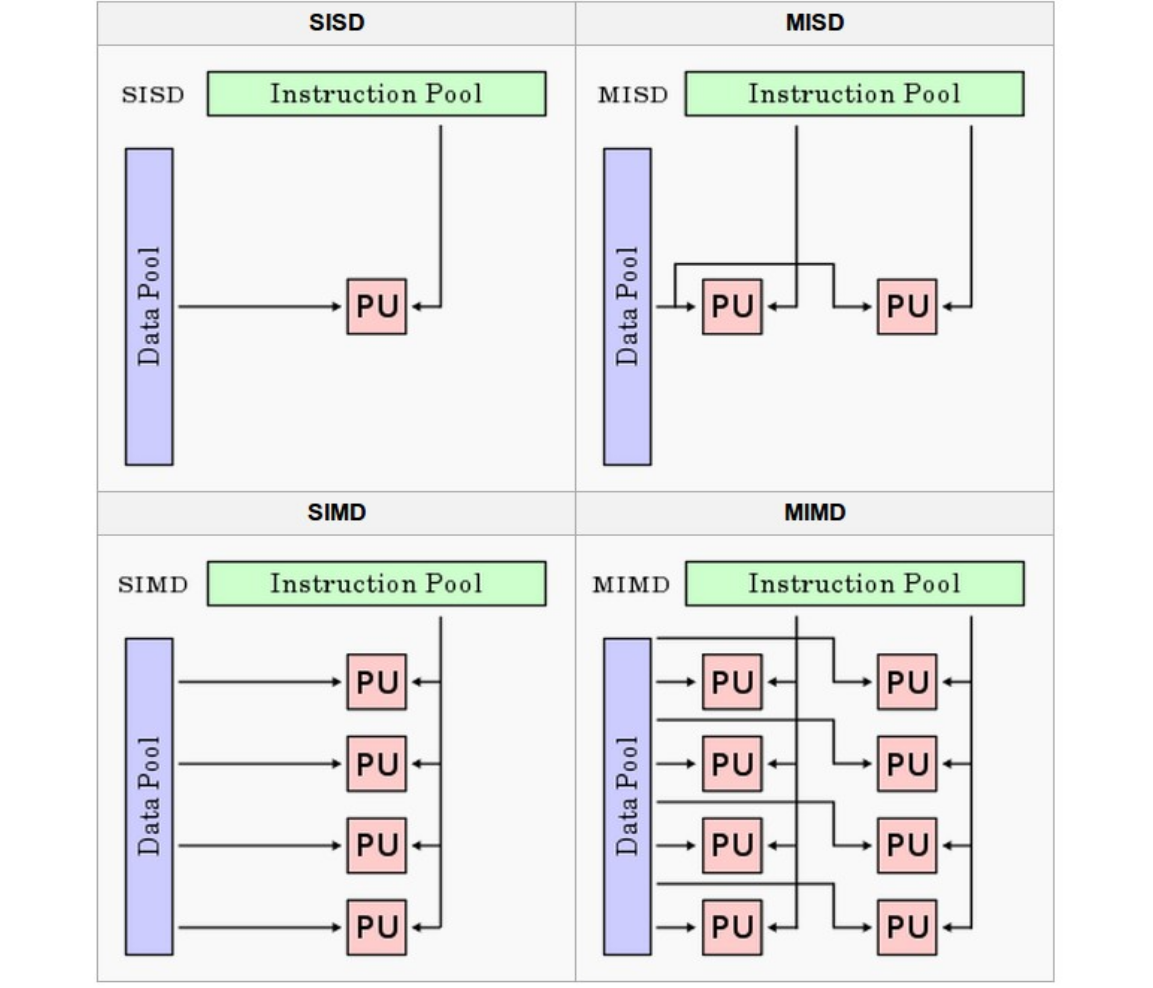 SISD
MISD
SISD Instruction Pool
Data Pool
PU
MISD Instruction Pool
Data Pool
PU PU
SIMD
MIMD
SIMD Instruction Pool
Data Pool
PU
PU
PU
PU
MIMD Instruction Pool
Data Pool
PU PU
PU PU
PU PU
PU PU